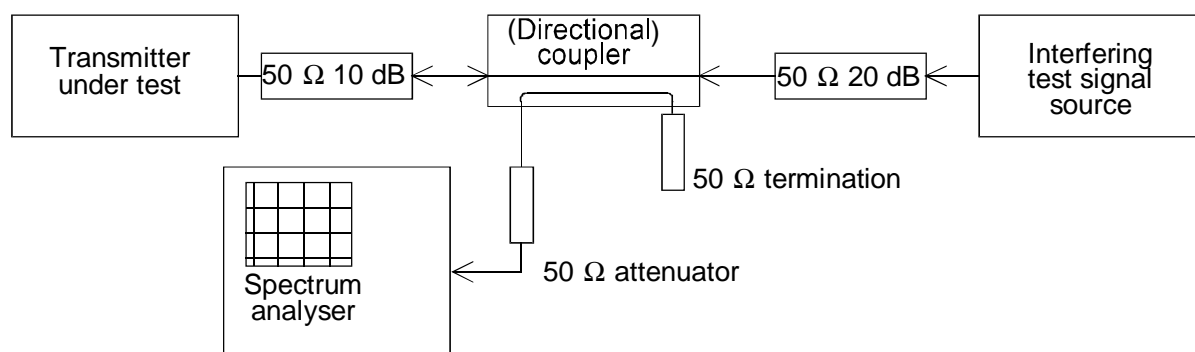 Transmitter
under test
50 Ω 10 dB
(Directional)
coupler
50 Ω 20 dB
Interfering
test signal
source
50 Ω termination
50 Ω attenuator
Spectrum
analyser